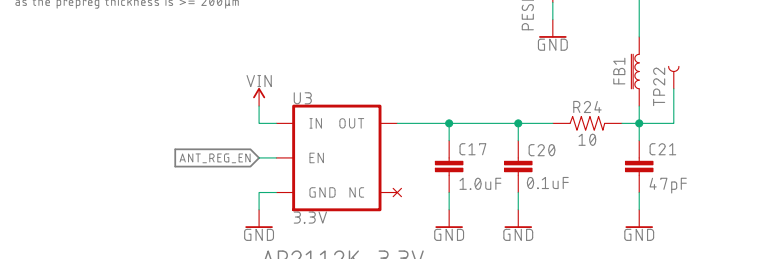 as the prepreg thickness is >= 200µm
PESD
GND
FB1
TP22
VIN
U3
R24
IN OUT
10
C17
C20
C21
ANT_REG_EN
EN
1.0uF
0.1uF
47pF
GND NC
3.3V
GND
GND
GND
GND
AP2112K-3.3V